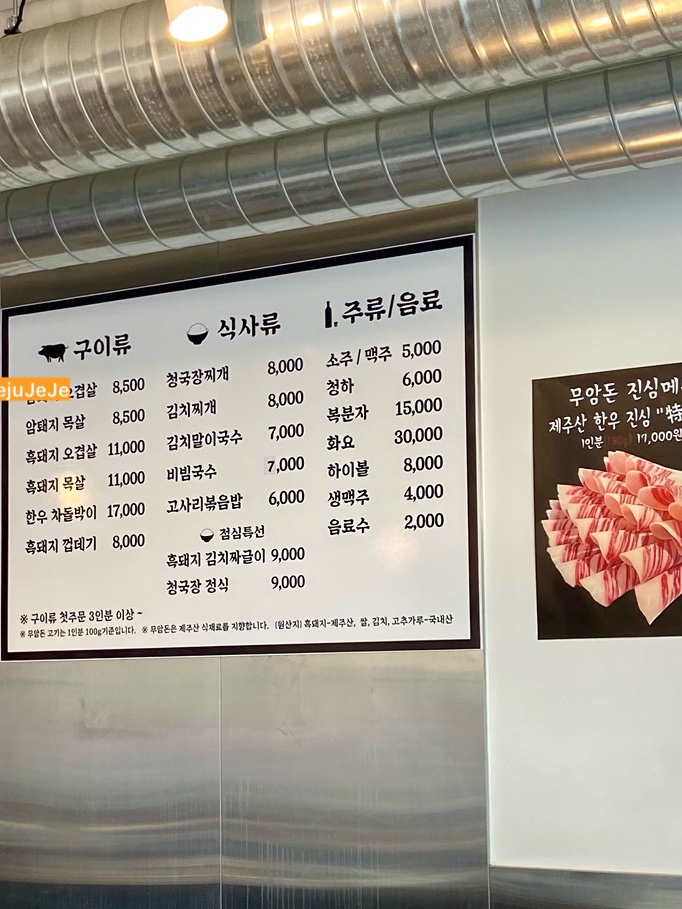 ejuJeJe
구이류
오겹살 8,500
암돼지 목살 8,500
흑돼지 오겹살 11,000
흑돼지 목살 11,000
한우 차돌박이 17,000
흑돼지 껍데기 8,000
식사류
청국장찌개 8,000
김치찌개 8,000
김치말이국수 7,000
비빔국수 7,000
고사리볶음밥 6,000
점심특선
흑돼지 김치짜글이 9,000
청국장 정식 9,000
주류/음료
소주 / 맥주 5,000
청하 6,000
복분자 15,000
화요 30,000
하이볼 8,000
생맥주 4,000
음료수 2,000
※ 구이류 첫주문 3인분 이상 ~
※ 무암돈 고기는 1인분 100g기준입니다. ※ 무암돈은 제주산 식재료를 지향합니다. [원산지] 흑돼지-제주산, 쌀, 김치, 고추가루-국내산
무암돈 진심메
제주산 한우 진심 "特
1인분 17,000원